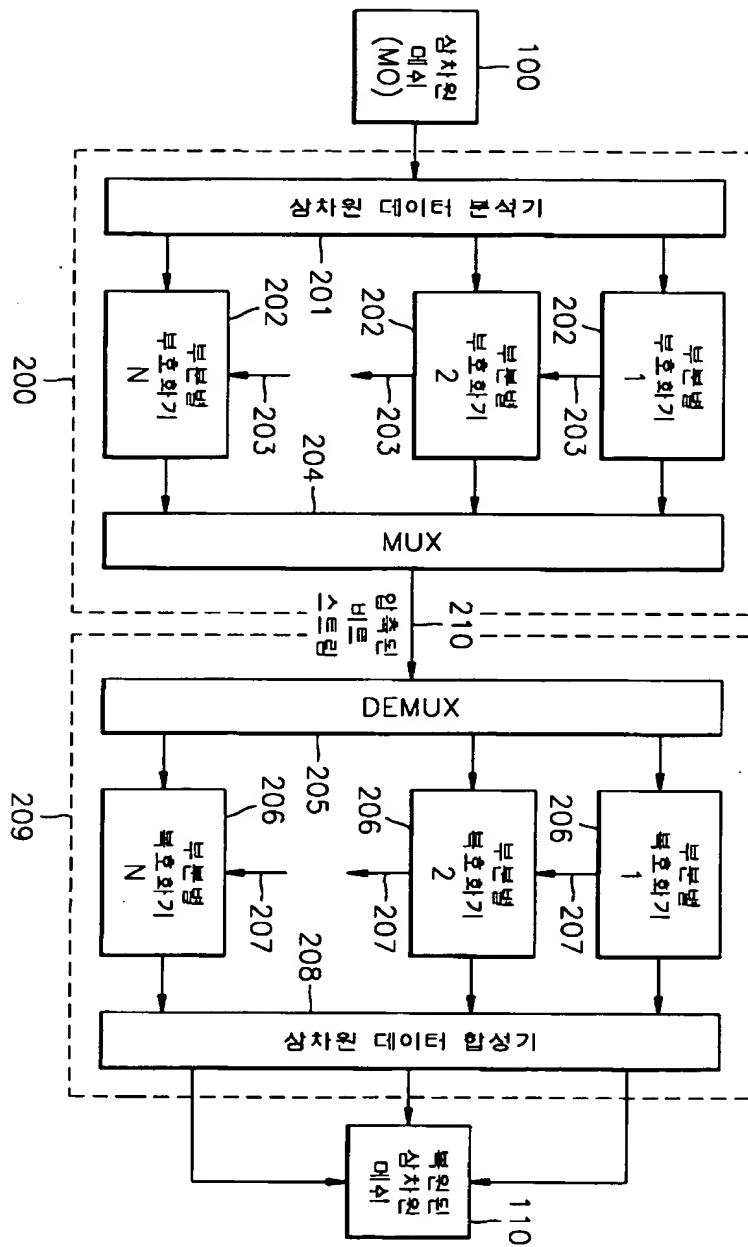 100
삼차원
메쉬
(MO)
삼차원 데이터 분석기
201
202
부분별
부호화기
1
203
202
부분별
부호화기
2
203
202
부분별
부호화기
N
203
200
204
MUX
210
압축된
비트
스트림
DEMUX
205
206
부분별
복호화기
1
207
206
부분별
복호화기
2
207
206
부분별
복호화기
N
207
209
208
삼차원 데이터 합성기
복원된
삼차원
메쉬
110